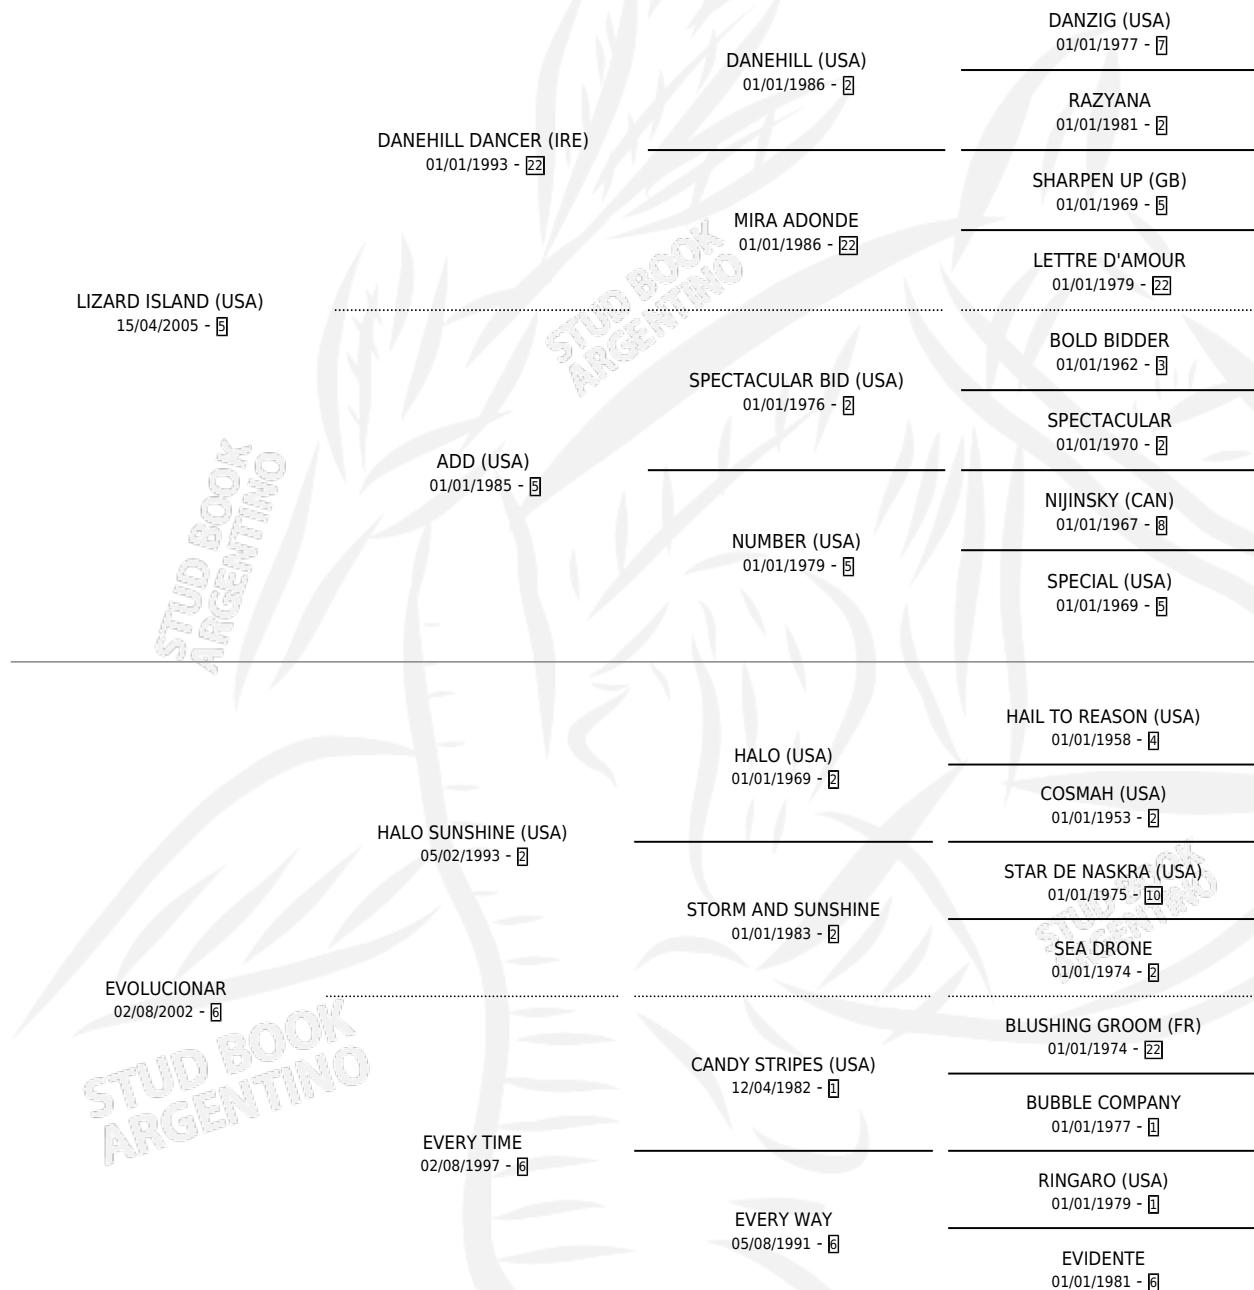 DANZIG (USA)
01/01/1977 - 7
DANEHILL (USA)
01/01/1986 - 2
RAZYANA
01/01/1981 - 2
DANEHILL DANCER (IRE)
01/01/1993 - 22
SHARPEN UP (GB)
01/01/1969 - 5
MIRA ADONDE
01/01/1986 - 22
LETTRE D'AMOUR
01/01/1979 - 22
LIZARD ISLAND (USA)
15/04/2005 - 5
STUD BOOK
ARGENTINO
BOLD BIDDER
01/01/1962 - 3
SPECTACULAR BID (USA)
01/01/1976 - 2
SPECTACULAR
01/01/1970 - 2
ADD (USA)
01/01/1985 - 5
NIJINSKY (CAN)
01/01/1967 - 8
NUMBER (USA)
01/01/1979 - 5
SPECIAL (USA)
01/01/1969 - 5
STUD BOOK
ARGENTINO
HAIL TO REASON (USA)
01/01/1958 - 4
HALO (USA)
01/01/1969 - 2
COSMAH (USA)
01/01/1953 - 2
HALO SUNSHINE (USA)
05/02/1993 - 2
STAR DE NASKRA (USA)
01/01/1975 - 10
STORM AND SUNSHINE
01/01/1983 - 2
STUD BOOK
ARGENTINO
SEA DRONE
01/01/1974 - 2
EVOLUCIONAR
02/08/2002 - 6
BLUSHING GROOM (FR)
01/01/1974 - 22
CANDY STRIPES (USA)
12/04/1982 - 1
STUD BOOK
ARGENTINO
BUBBLE COMPANY
01/01/1977 - 1
EVERY TIME
02/08/1997 - 6
RINGARO (USA)
01/01/1979 - 1
EVERY WAY
05/08/1991 - 6
EVIDENTE
01/01/1981 - 6